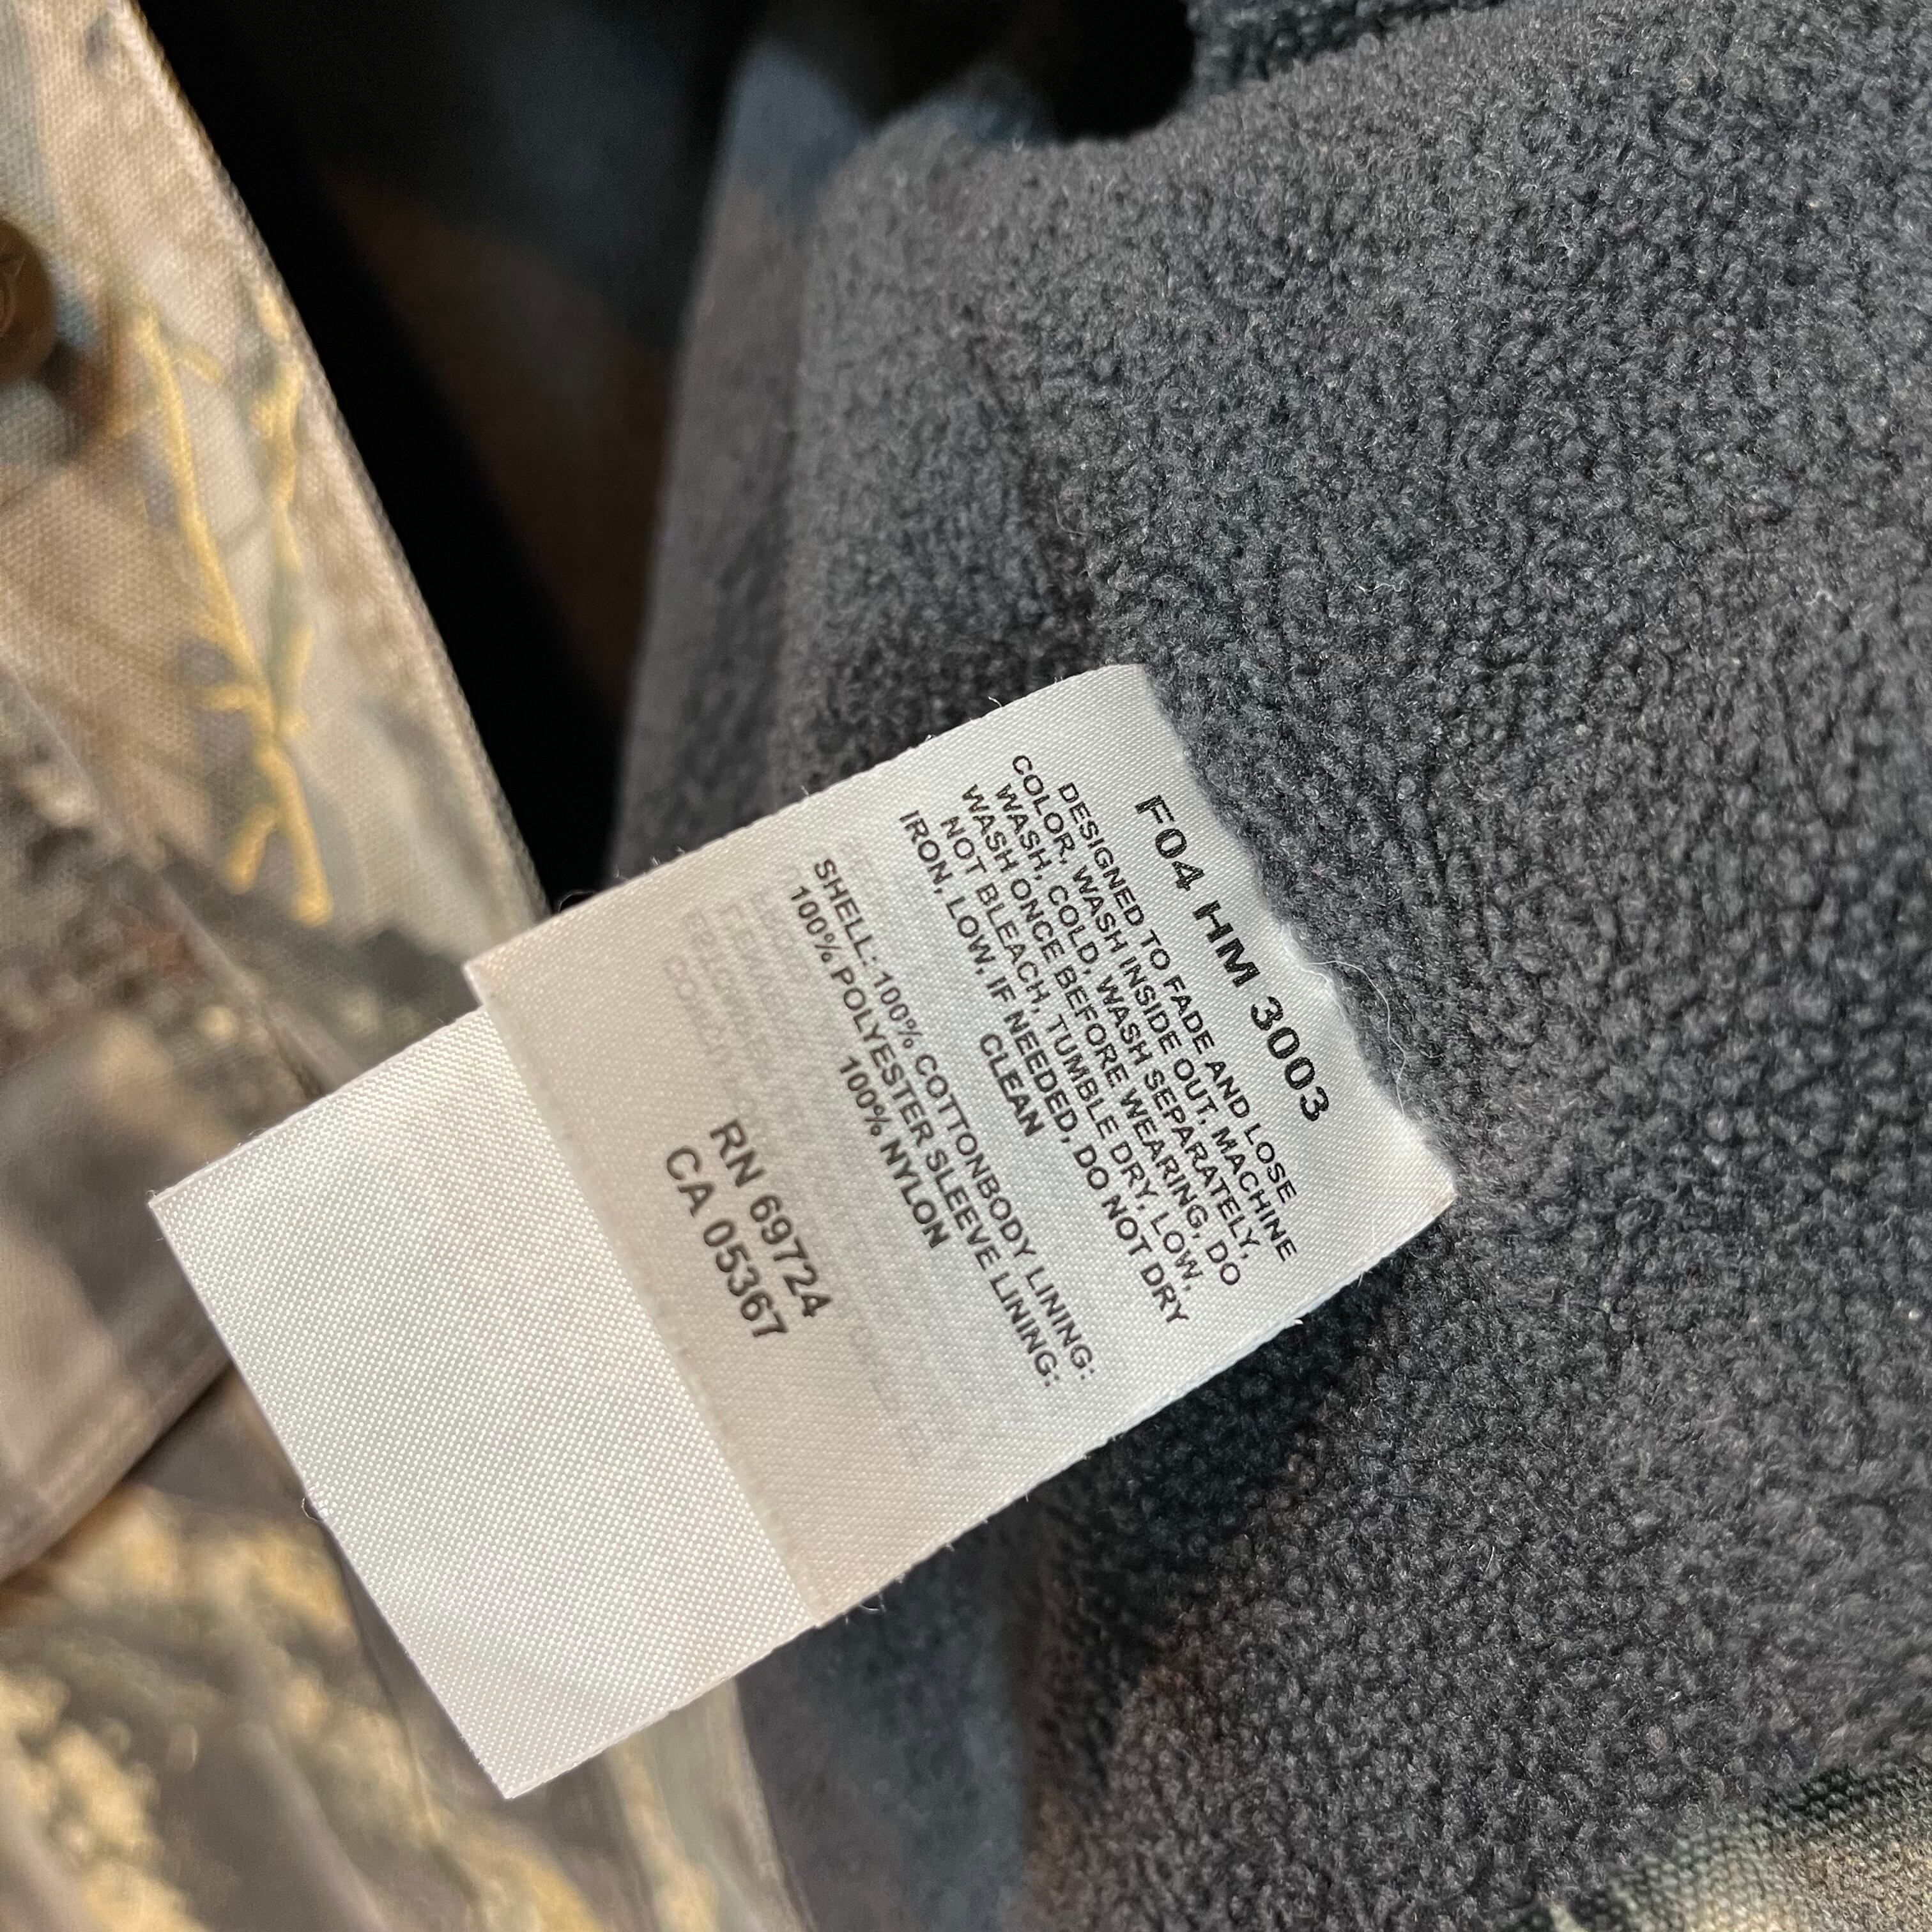 F04 HM 3003
DESIGNED TO FADE AND LOSE
COLOR. WASH INSIDE OUT. MACHINE
WASH, COLD, WASH SEPARATELY,
WASH ONCE BEFORE WEARING, DO
NOT BLEACH, TUMBLE DRY, LOW,
IRON, LOW, IF NEEDED, DO NOT DRY
CLEAN
SHELL: 100% COTTONBODY LINING:
100% POLYESTER SLEEVE LINING:
100% NYLON
RN 69724
CA 05367